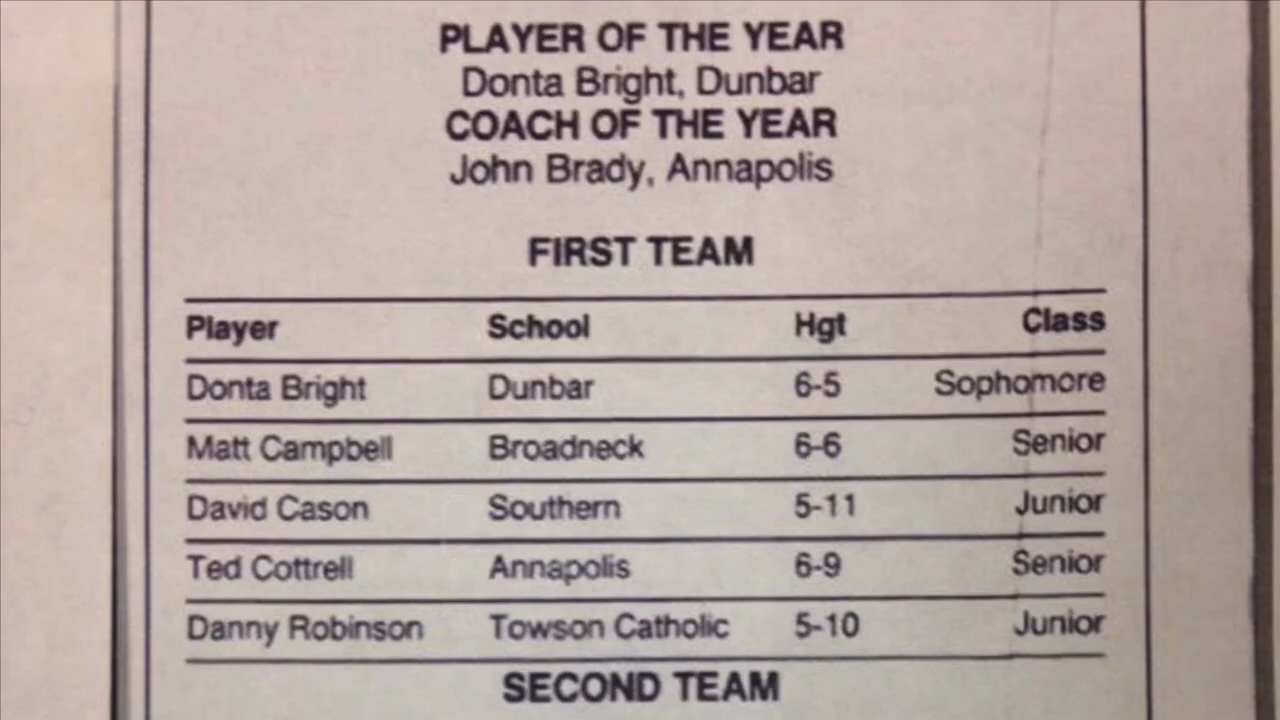 PLAYER OF THE YEAR
Donta Bright, Dunbar
COACH OF THE YEAR
John Brady, Annapolis
FIRST TEAM
Player School Hgt Class
Donta Bright Dunbar 6-5 Sophomore
Matt Campbell Broadneck 6-6 Senior
David Cason Southern 5-11 Junior
Ted Cottrell Annapolis 6-9 Senior
Danny Robinson Towson Catholic 5-10 Junior
SECOND TEAM